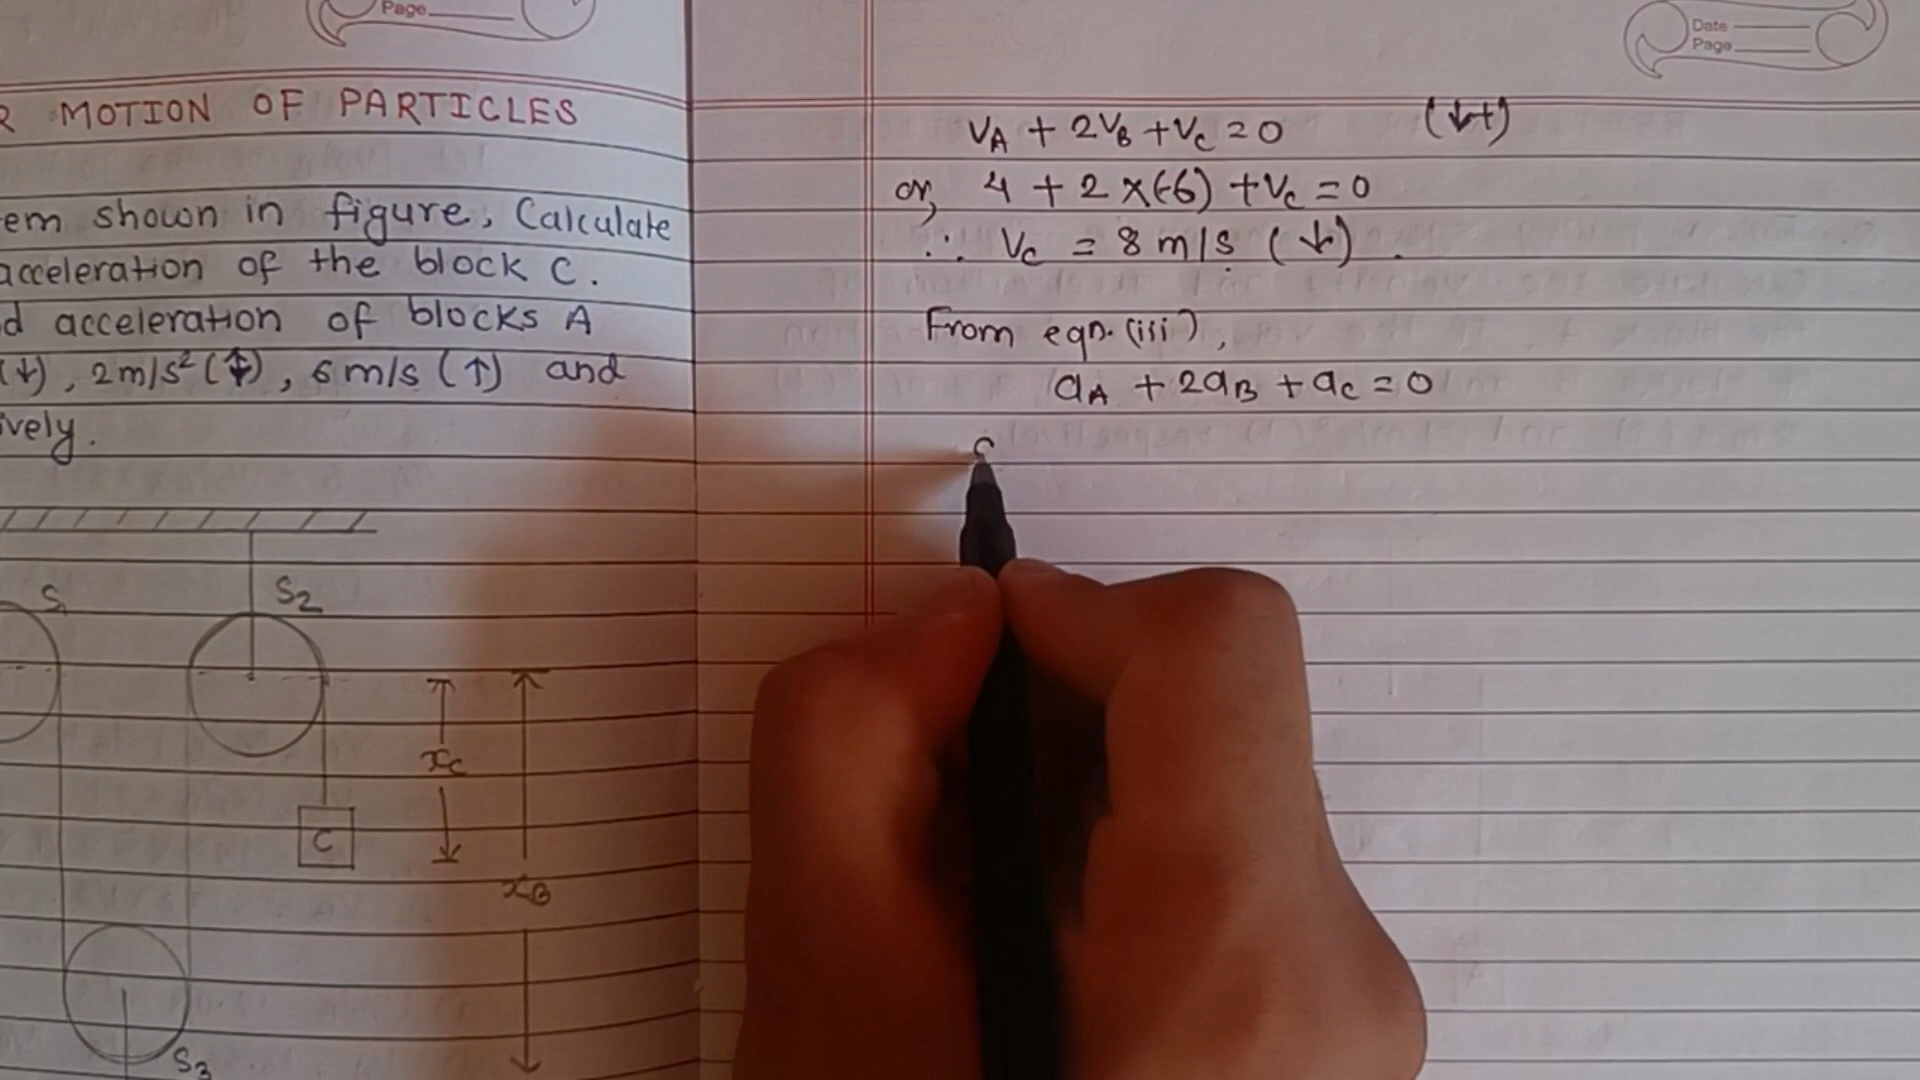 Page
R MOTION OF PARTICLES
em shown in figure, Calculate
acceleration of the block C.
d acceleration of blocks A
(↓), 2m/s² (↕), 6 m/s (↑) and
ively.
S₁
S₂
x_C
C
x_B
S₃
Date
Page
V_A + 2V_B + V_C = 0 (↓+)
or, 4 + 2 × (-6) + V_C = 0
∴ V_C = 8 m/s (↓).
From eqn. (iii),
a_A + 2a_B + a_C = 0